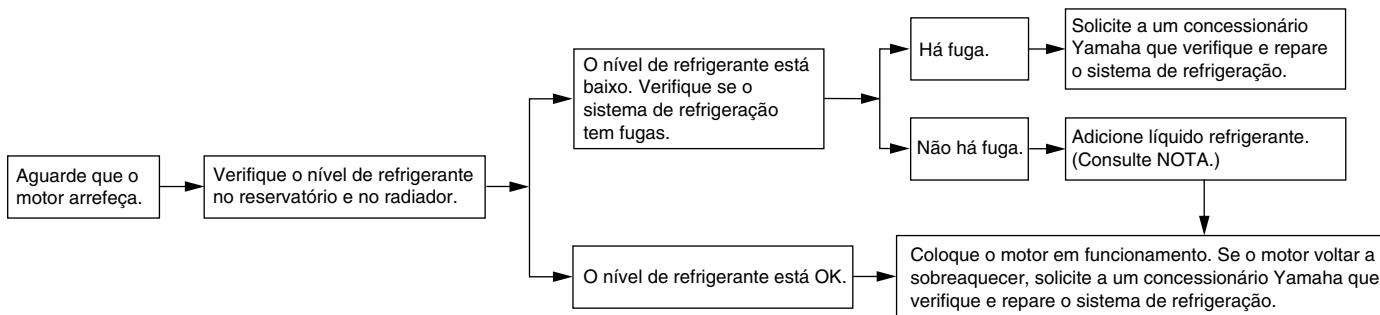 Aguarde que o
motor arrefeça.
Verifique o nível de refrigerante
no reservatório e no radiador.
O nível de refrigerante está
baixo. Verifique se o
sistema de refrigeração
tem fugas.
Há fuga.
Solicite a um concessionário
Yamaha que verifique e repare
o sistema de refrigeração.
Não há fuga.
Adicione líquido refrigerante.
(Consulte NOTA.)
O nível de refrigerante está OK.
Coloque o motor em funcionamento. Se o motor voltar a
sobreaquecer, solicite a um concessionário Yamaha que
verifique e repare o sistema de refrigeração.